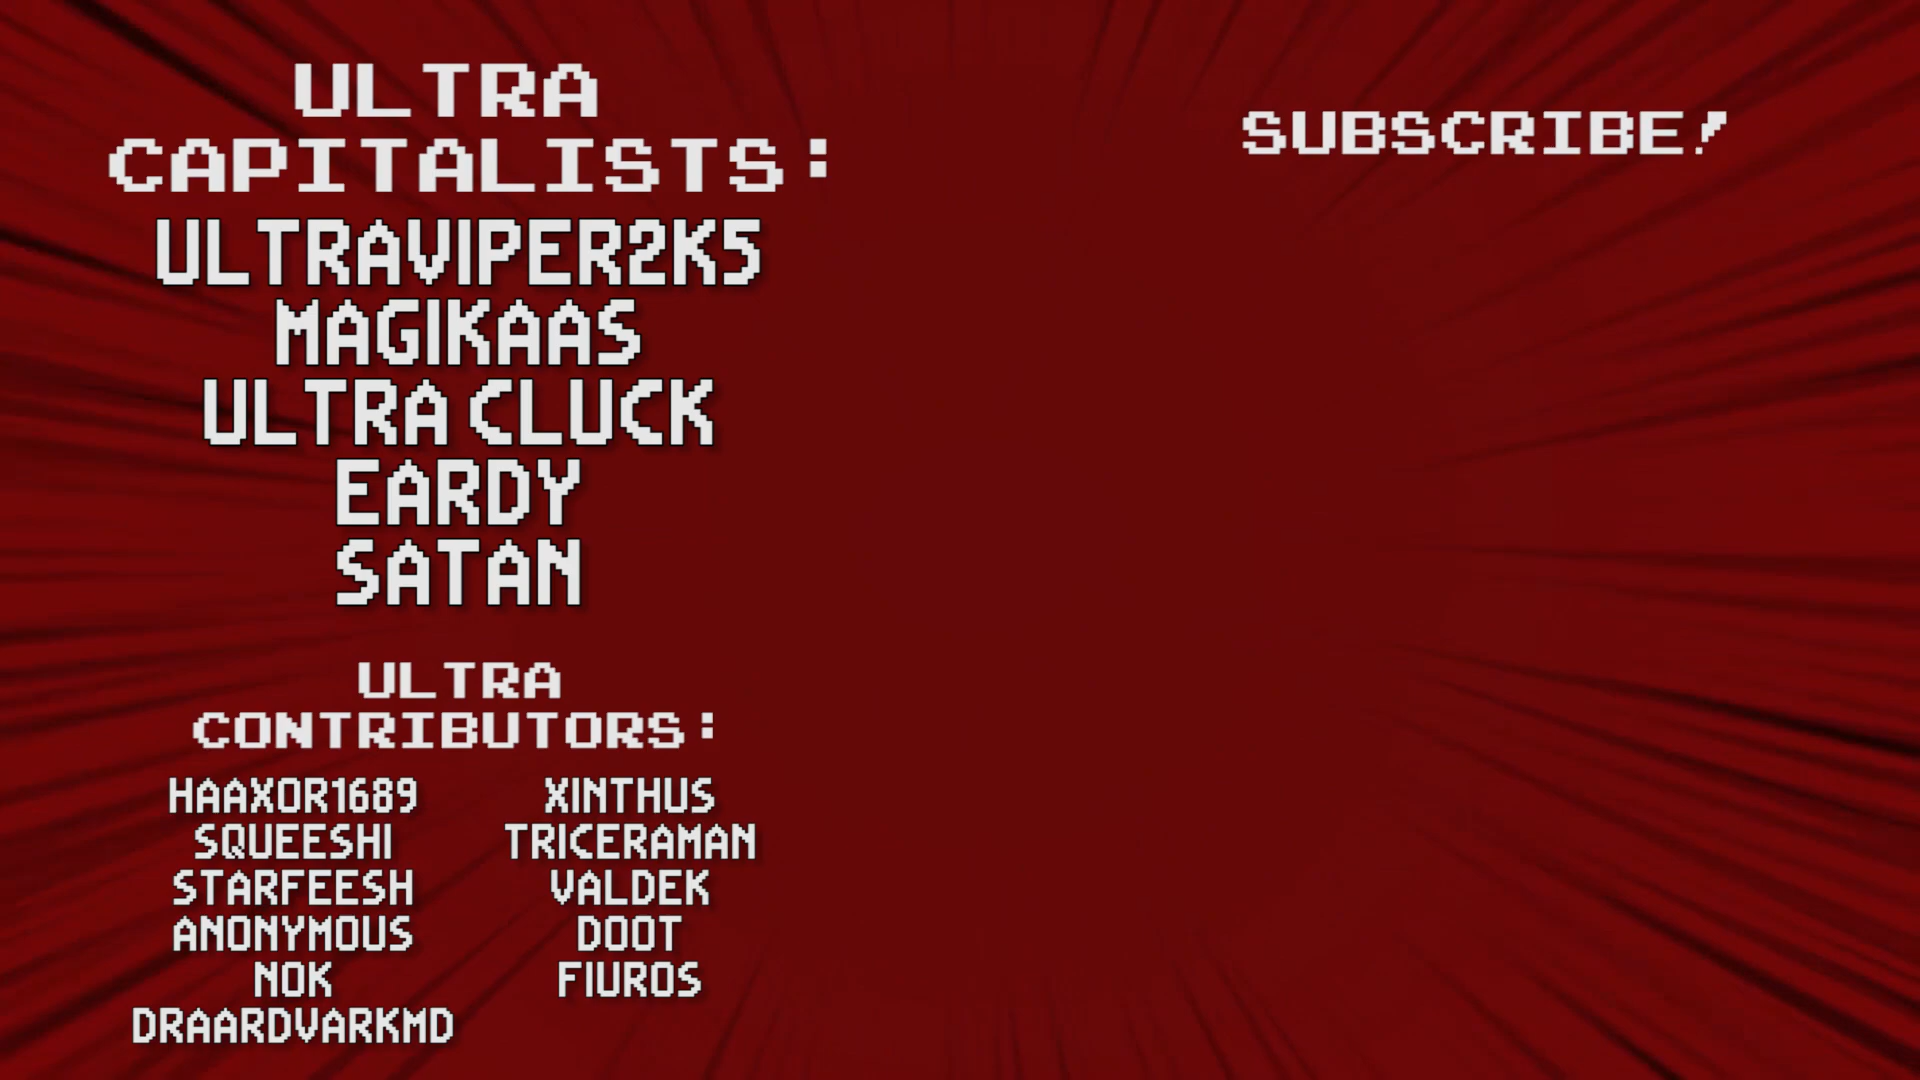 ULTRA
CAPITALISTS:
ULTRAVIPER2K5
MAGIKAAS
ULTRA CLUCK
EARDY
SATAN
ULTRA
CONTRIBUTORS:
HAAXOR1689
SQUEESHI
STARFEESH
ANONYMOUS
NOK
DRAARDVARKMD
XINTHUS
TRICERAMAN
VALDEK
DOOT
FIUROS
SUBSCRIBE!